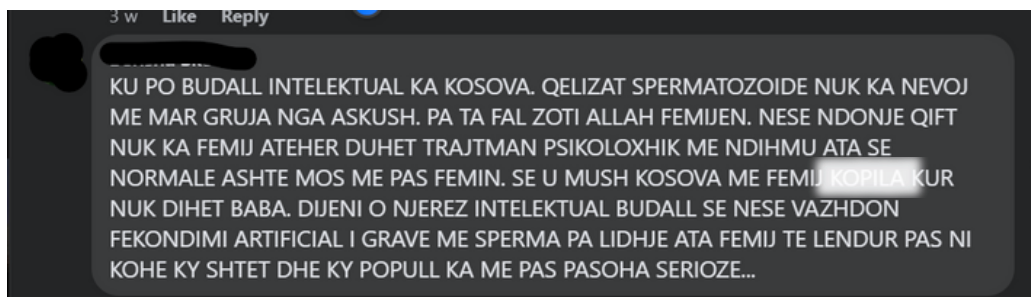 3 w Like Reply
KU PO BUDALL INTELEKTUAL KA KOSOVA. QELIZAT SPERMATOZOIDE NUK KA NEVOJ
ME MAR GRUJA NGA ASKUSH. PA TA FAL ZOTI ALLAH FEMIJEN. NESE NDONJE QIFT
NUK KA FEMIJ ATEHER DUHET TRAJTMAN PSIKOLOXHIK ME NDIHMU ATA SE
NORMALE ASHTE MOS ME PAS FEMIN. SE U MUSH KOSOVA ME FEMIJ KOPILA KUR
NUK DIHET BABA. DIJENI O NJEREZ INTELEKTUAL BUDALL SE NESE VAZHDON
FEKONDIMI ARTIFICIAL I GRAVE ME SPERMA PA LIDHJE ATA FEMIJ TE LENDUR PAS NI
KOHE KY SHTET DHE KY POPULL KA ME PAS PASOHA SERIOZE...